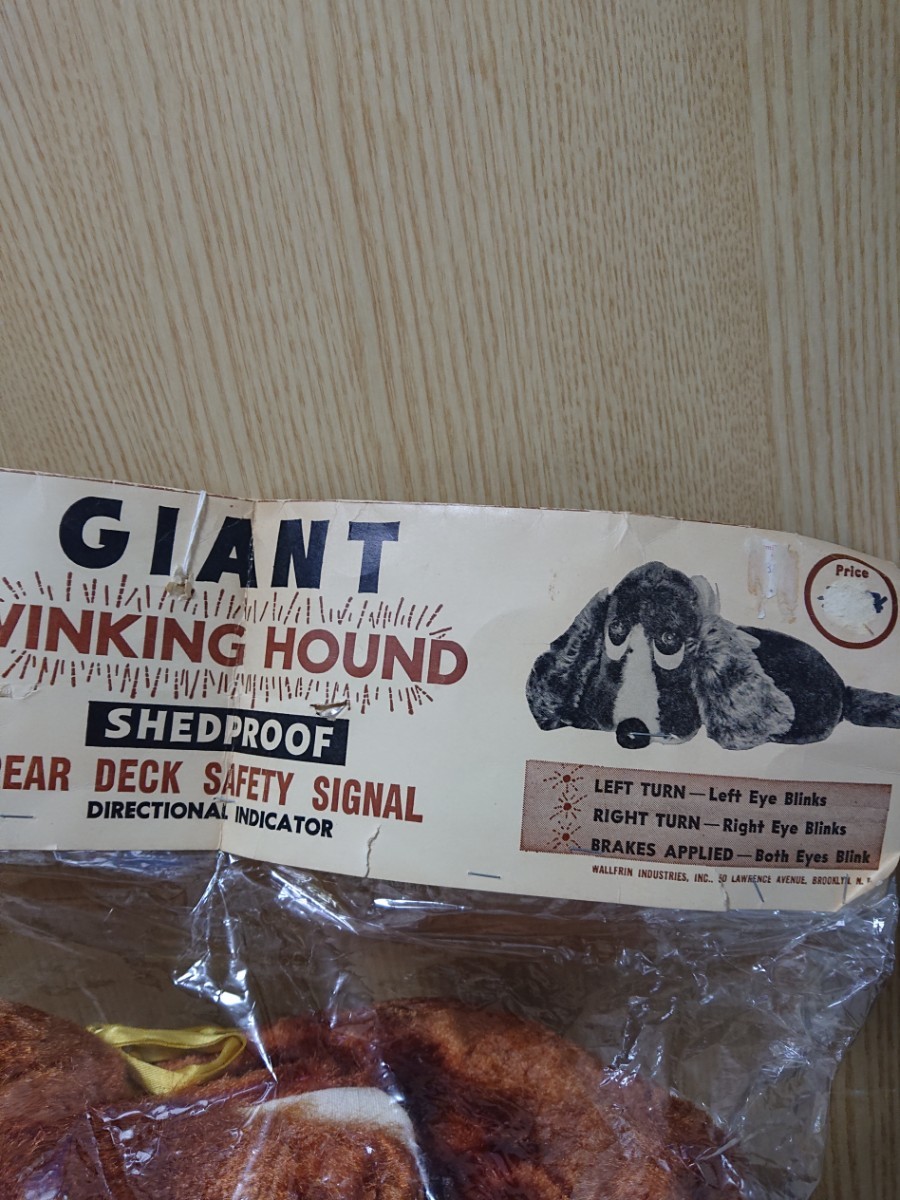 GIANT
WINKING HOUND
SHEDPROOF
REAR DECK SAFETY SIGNAL
DIRECTIONAL INDICATOR
Price
LEFT TURN—Left Eye Blinks
RIGHT TURN—Right Eye Blinks
BRAKES APPLIED—Both Eyes Blink
WALLFRIN INDUSTRIES, INC., 50 LAWRENCE AVENUE, BROOKLYN, N.